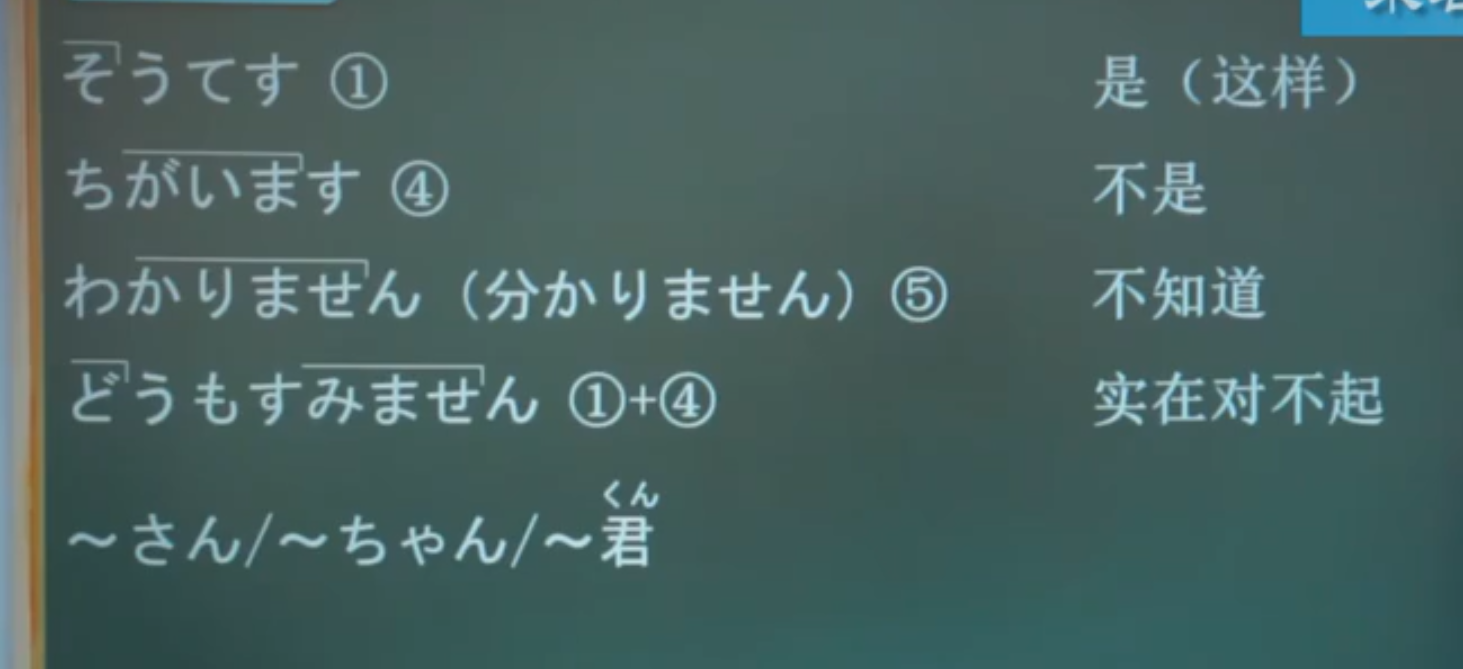 そうてす ① 是（这样）
ちがいます ④ 不是
わかりません（分かりません）⑤ 不知道
どうもすみません ①+④ 实在对不起
くん
～さん/～ちゃん/～君